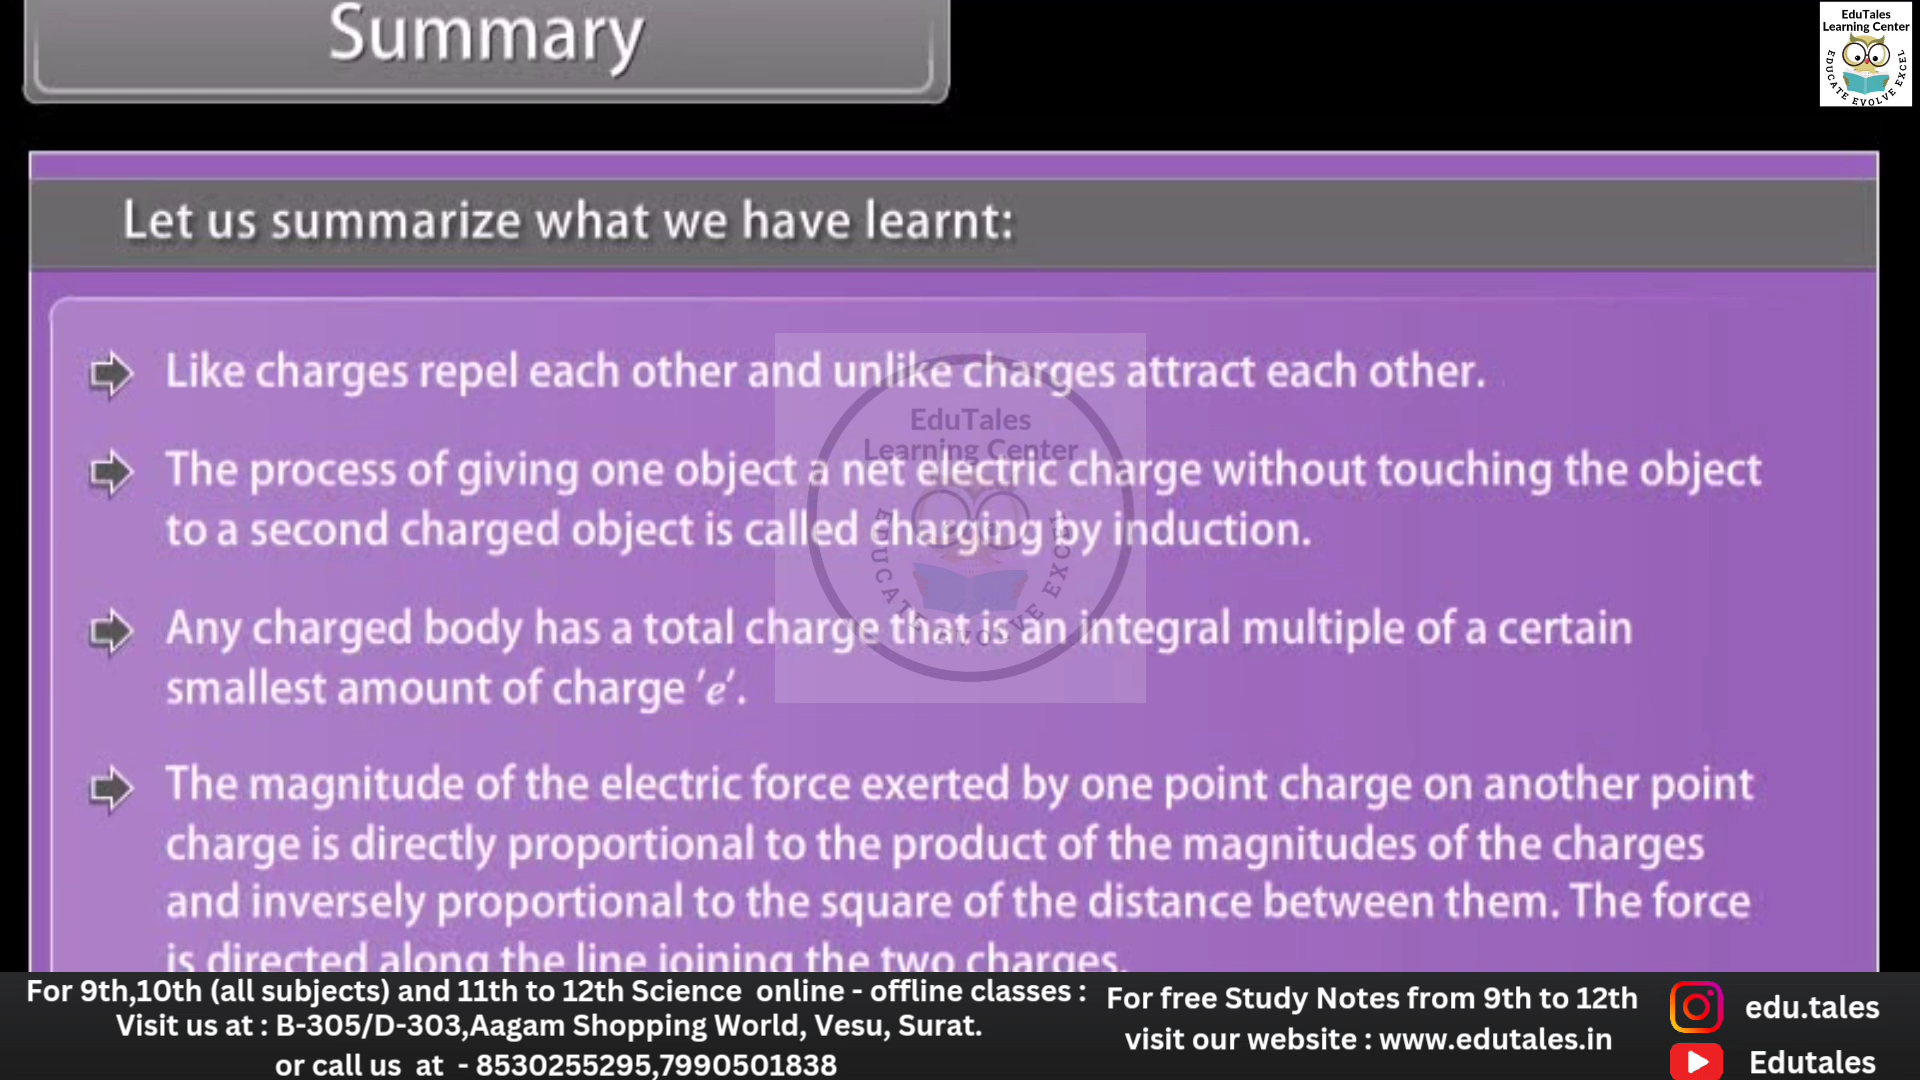 Summary
EduTales
Learning Center
EDUCATE EVOLVE EXCEL
Let us summarize what we have learnt:
Like charges repel each other and unlike charges attract each other.
EduTales
Learning Center
The process of giving one object a net electric charge without touching the object
to a second charged object is called charging by induction.
EDUCATE EVOLVE EXCEL
Any charged body has a total charge that is an integral multiple of a certain
smallest amount of charge 'e'.
The magnitude of the electric force exerted by one point charge on another point
charge is directly proportional to the product of the magnitudes of the charges
and inversely proportional to the square of the distance between them. The force
is directed along the line joining the two charges.
For 9th,10th (all subjects) and 11th to 12th Science online - offline classes :
Visit us at : B-305/D-303,Aagam Shopping World, Vesu, Surat.
or call us at - 8530255295,7990501838
For free Study Notes from 9th to 12th
visit our website : www.edutales.in
edu.tales
Edutales